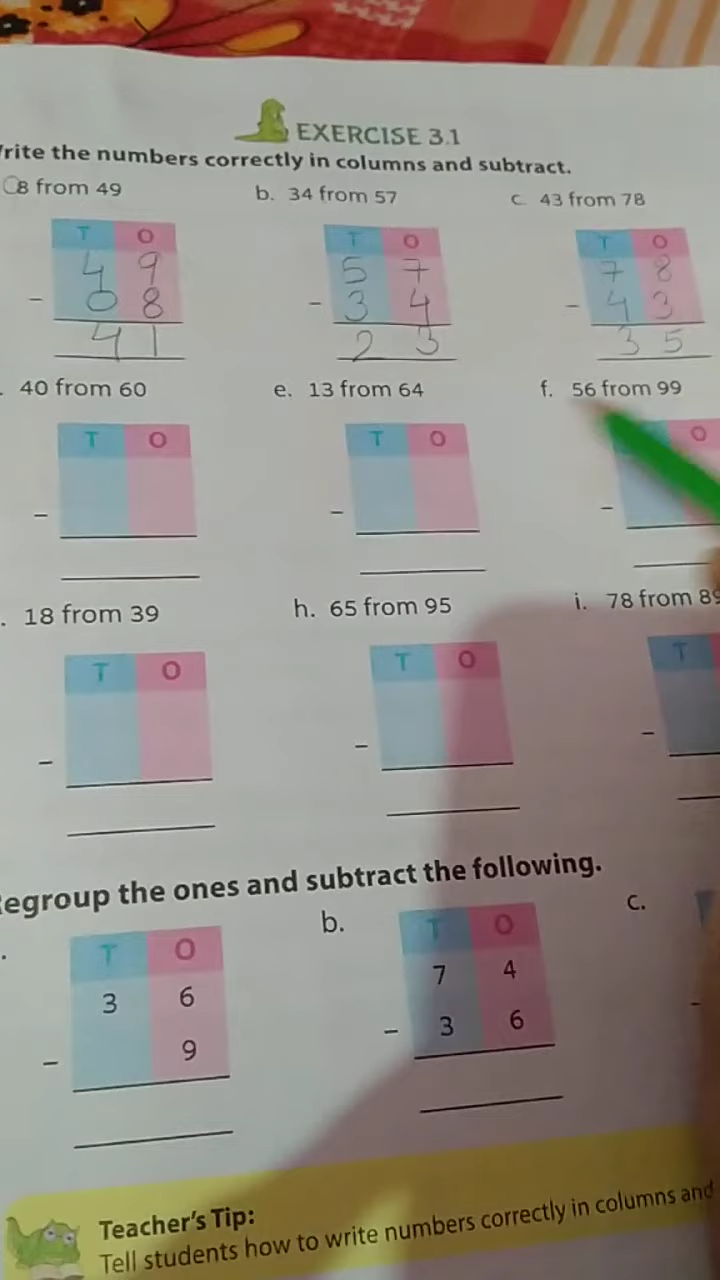 EXERCISE 3.1
rite the numbers correctly in columns and subtract.
08 from 49 b. 34 from 57 c. 43 from 78
T O T O T O
4 9 5 7 7 8
- 0 8 - 3 4 - 4 3
4 1 2 3 3 5
. 40 from 60 e. 13 from 64 f. 56 from 99
T O T O O
- - -
. 18 from 39 h. 65 from 95 i. 78 from 89
T O T O T
- - -
egroup the ones and subtract the following.
. b. c.
T O T O
3 6 7 4
- 9 - 3 6 -
Teacher's Tip:
Tell students how to write numbers correctly in columns and